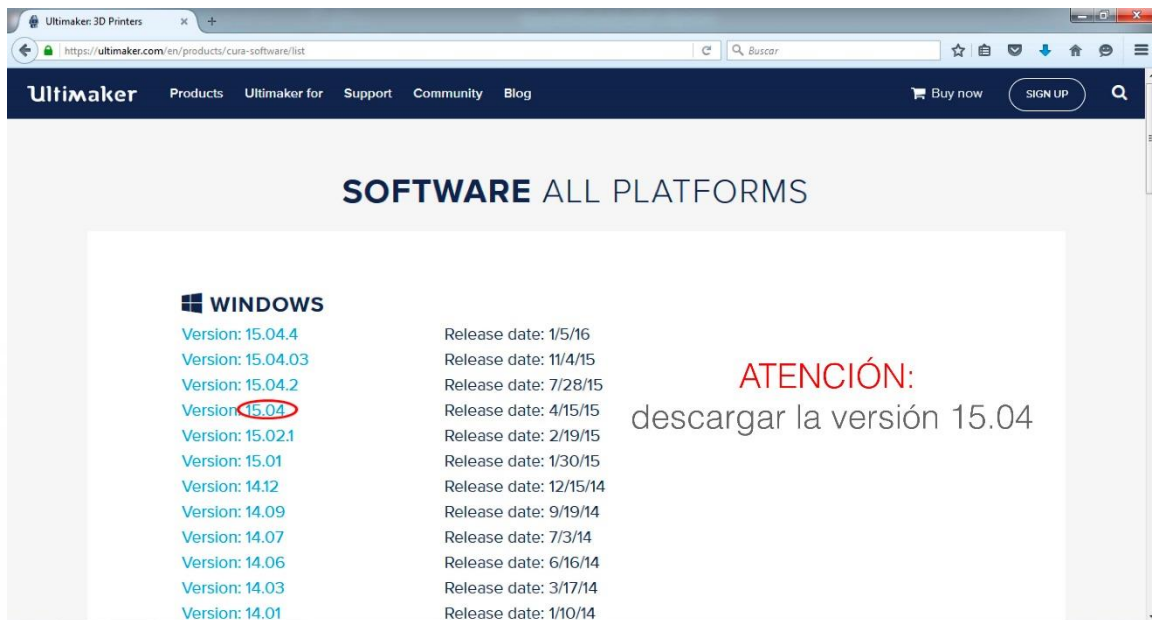 Ultimaker: 3D Printers
https://ultimaker.com/en/products/cura-software/list
Buscar
Ultimaker Products Ultimaker for Support Community Blog Buy now SIGN UP
SOFTWARE ALL PLATFORMS
WINDOWS
Version: 15.04.4 Release date: 1/5/16
Version: 15.04.03 Release date: 11/4/15
Version: 15.04.2 Release date: 7/28/15
Version: 15.04 Release date: 4/15/15
Version: 15.02.1 Release date: 2/19/15
Version: 15.01 Release date: 1/30/15
Version: 14.12 Release date: 12/15/14
Version: 14.09 Release date: 9/19/14
Version: 14.07 Release date: 7/3/14
Version: 14.06 Release date: 6/16/14
Version: 14.03 Release date: 3/17/14
Version: 14.01 Release date: 1/10/14
ATENCIÓN:
descargar la versión 15.04